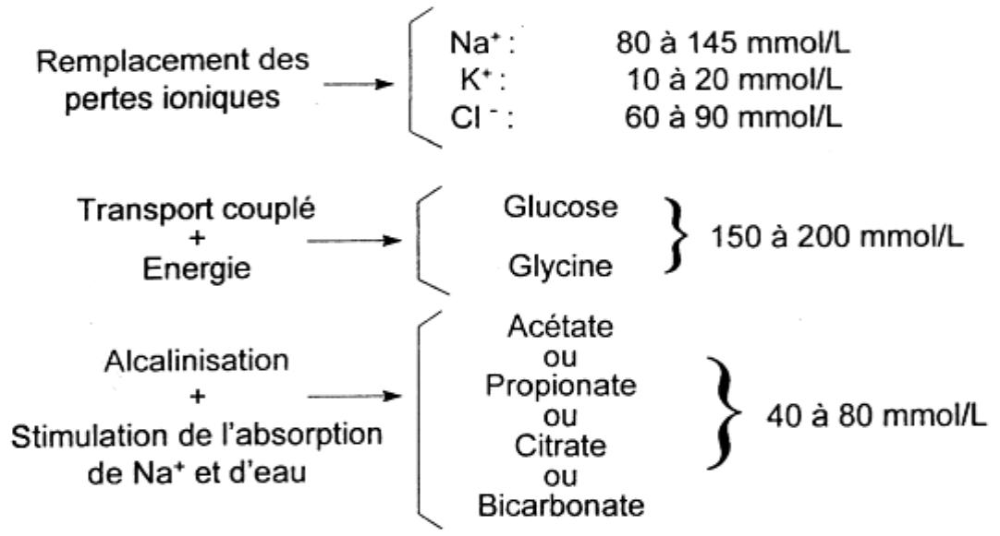 Remplacement des
pertes ioniques
Na⁺ : 80 à 145 mmol/L
K⁺ : 10 à 20 mmol/L
Cl ⁻ : 60 à 90 mmol/L
Transport couplé
+
Energie
Glucose
Glycine
150 à 200 mmol/L
Alcalinisation
+
Stimulation de l'absorption
de Na⁺ et d'eau
Acétate
ou
Propionate
ou
Citrate
ou
Bicarbonate
40 à 80 mmol/L